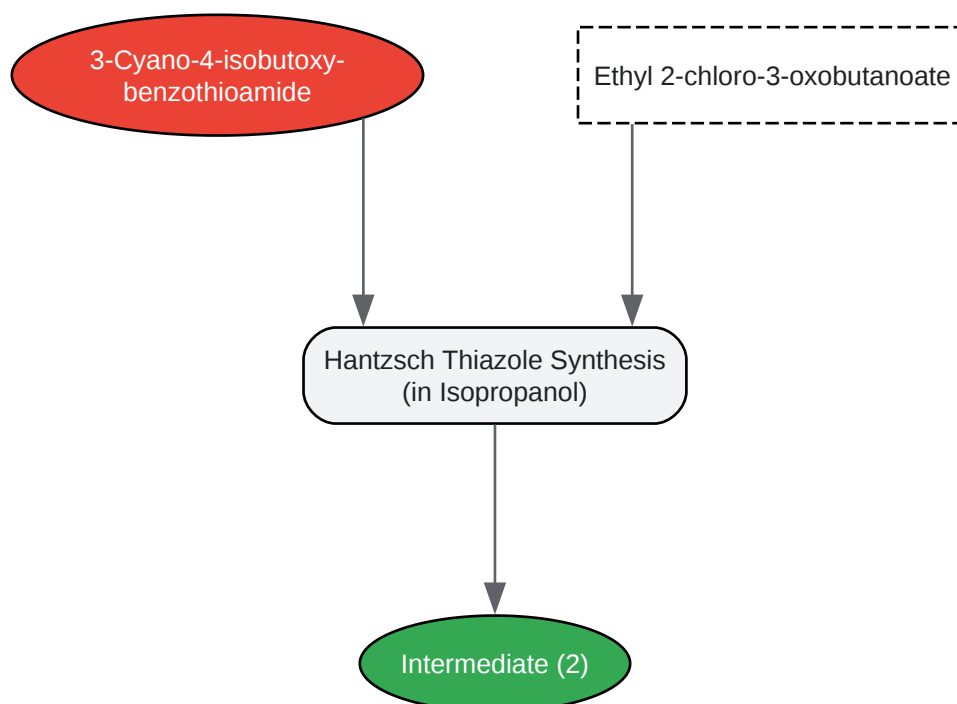 3-Cyano-4-isobutoxy-
benzothioamide
Ethyl 2-chloro-3-oxobutanoate
Hantzsch Thiazole Synthesis
(in Isopropanol)
Intermediate (2)